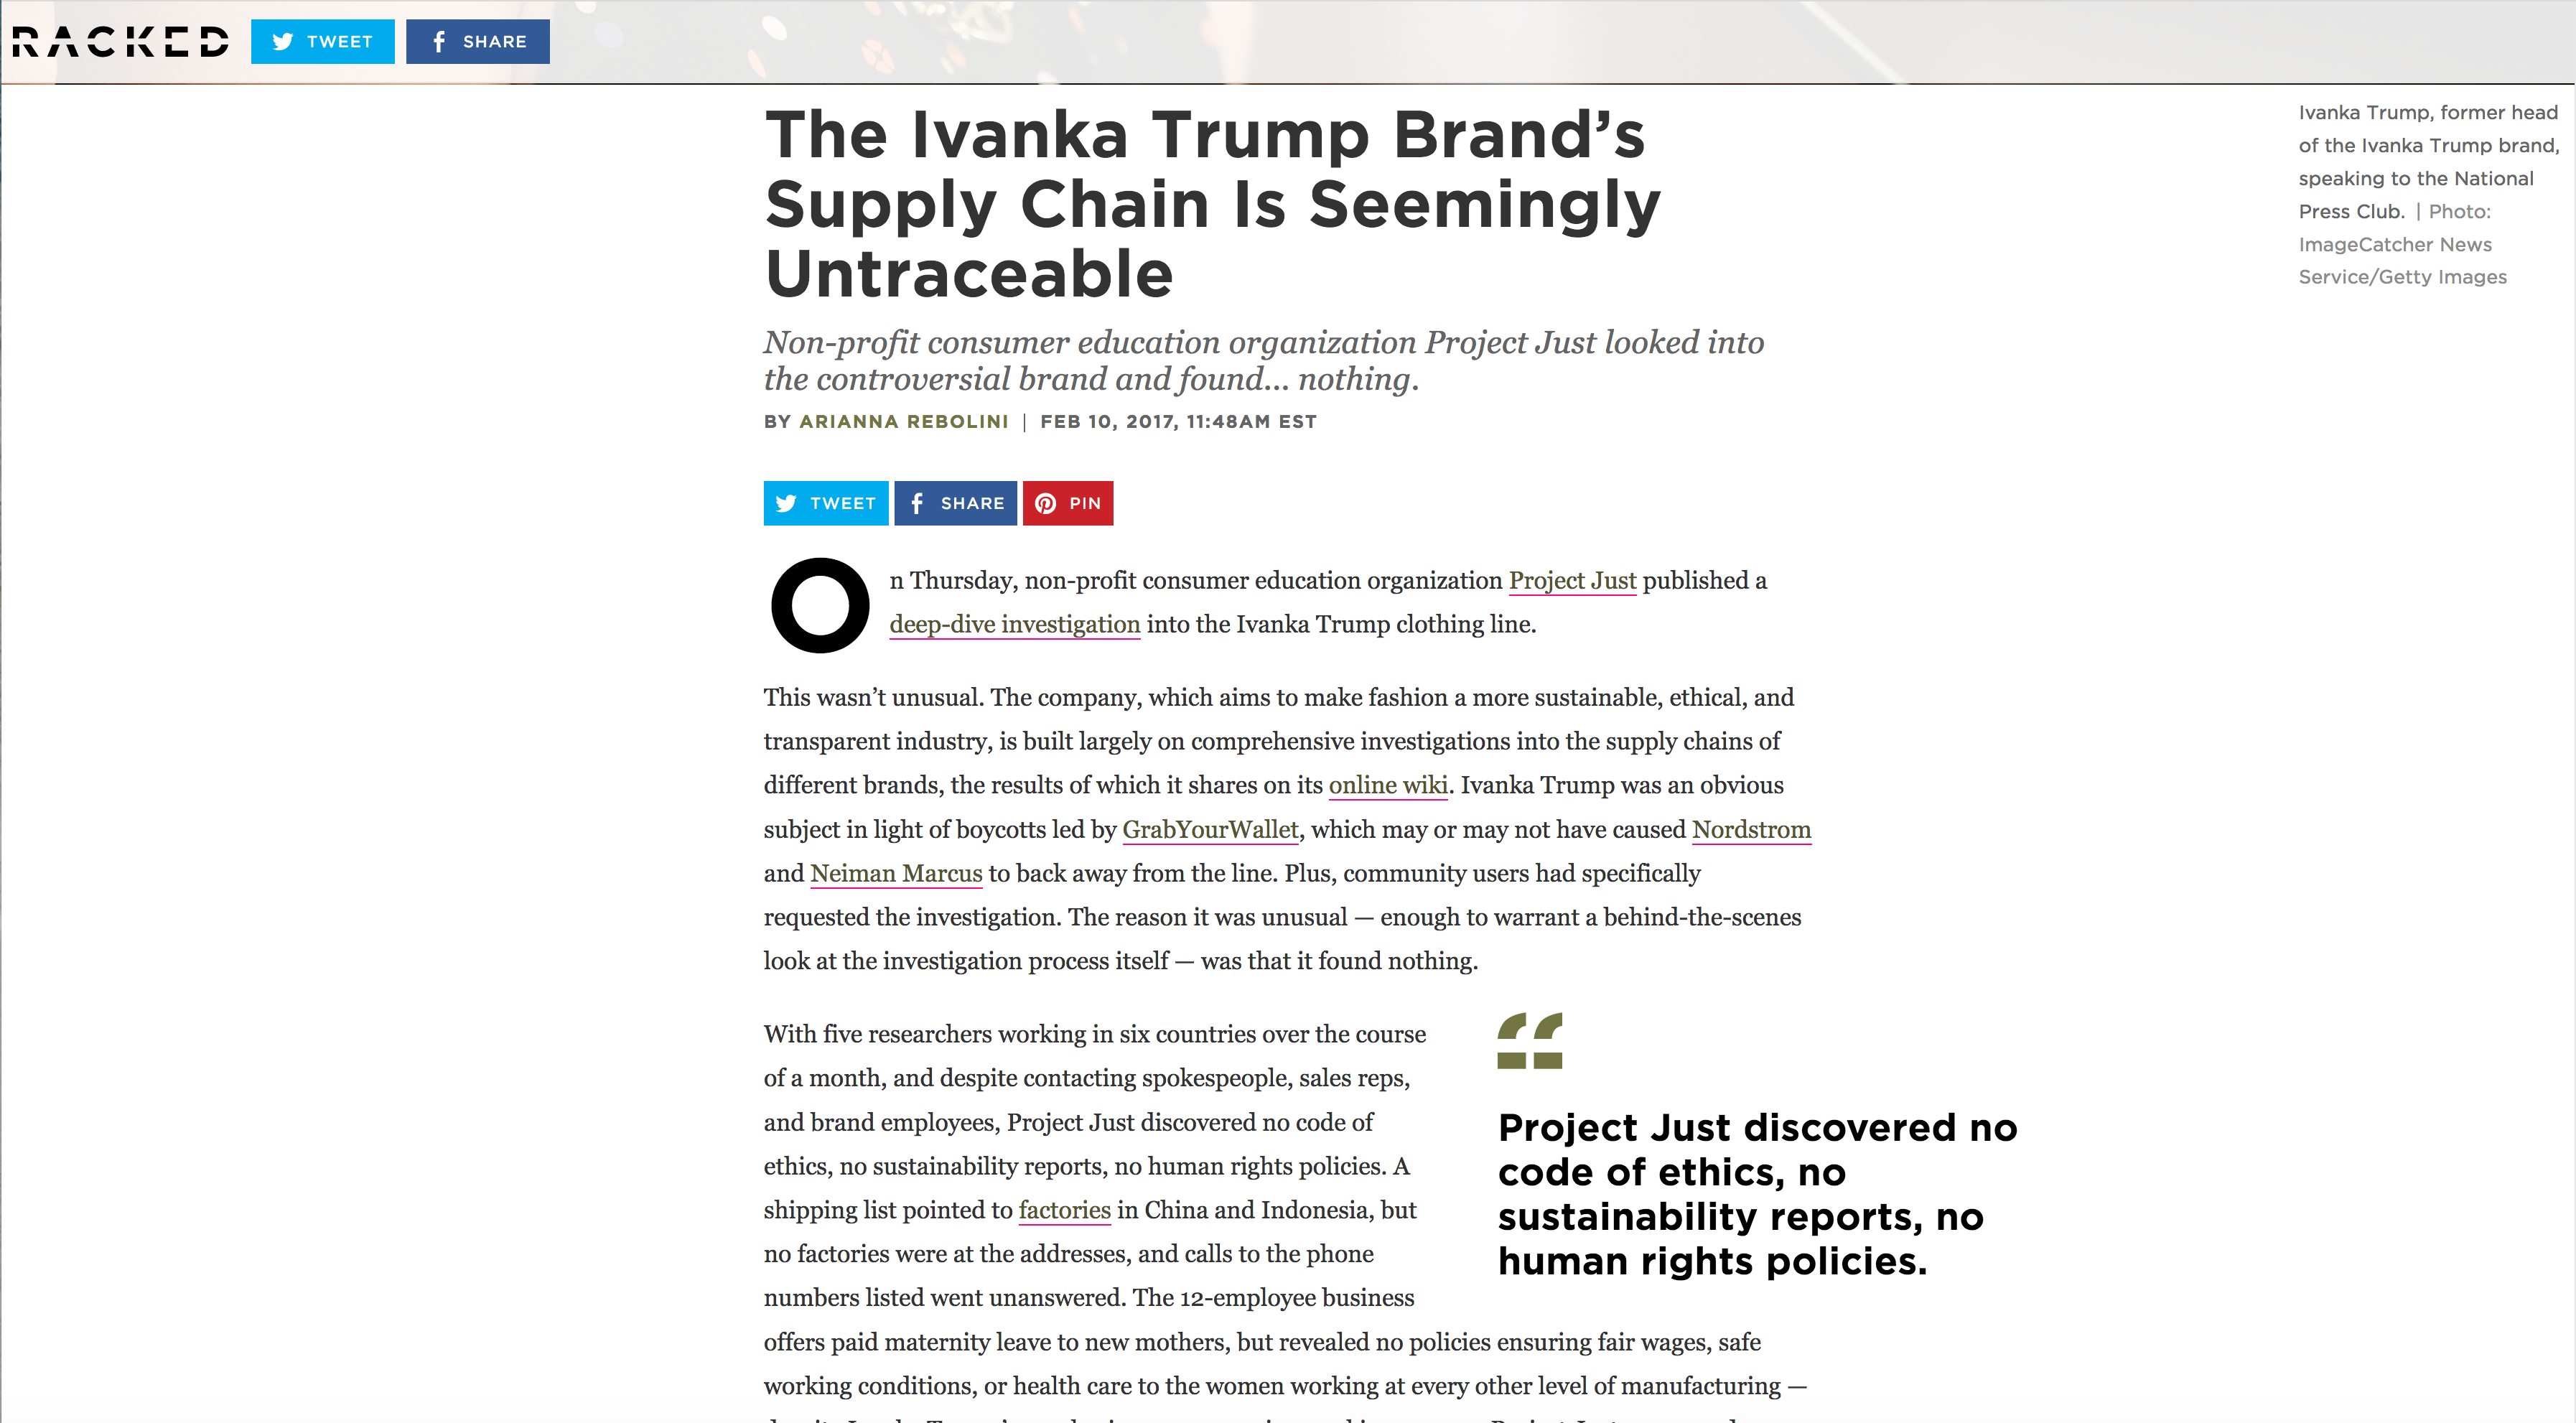 RACKED
TWEET
SHARE
The Ivanka Trump Brand’s
Supply Chain Is Seemingly
Untraceable
Non-profit consumer education organization Project Just looked into
the controversial brand and found... nothing.
BY ARIANNA REBOLINI | FEB 10, 2017, 11:48AM EST
TWEET
SHARE
PIN
On Thursday, non-profit consumer education organization Project Just published a
deep-dive investigation into the Ivanka Trump clothing line.
This wasn’t unusual. The company, which aims to make fashion a more sustainable, ethical, and
transparent industry, is built largely on comprehensive investigations into the supply chains of
different brands, the results of which it shares on its online wiki. Ivanka Trump was an obvious
subject in light of boycotts led by GrabYourWallet, which may or may not have caused Nordstrom
and Neiman Marcus to back away from the line. Plus, community users had specifically
requested the investigation. The reason it was unusual — enough to warrant a behind-the-scenes
look at the investigation process itself — was that it found nothing.
With five researchers working in six countries over the course
of a month, and despite contacting spokespeople, sales reps,
and brand employees, Project Just discovered no code of
ethics, no sustainability reports, no human rights policies. A
shipping list pointed to factories in China and Indonesia, but
no factories were at the addresses, and calls to the phone
numbers listed went unanswered. The 12-employee business
offers paid maternity leave to new mothers, but revealed no policies ensuring fair wages, safe
working conditions, or health care to the women working at every other level of manufacturing —
Project Just discovered no
code of ethics, no
sustainability reports, no
human rights policies.
Ivanka Trump, former head
of the Ivanka Trump brand,
speaking to the National
Press Club. | Photo:
ImageCatcher News
Service/Getty Images